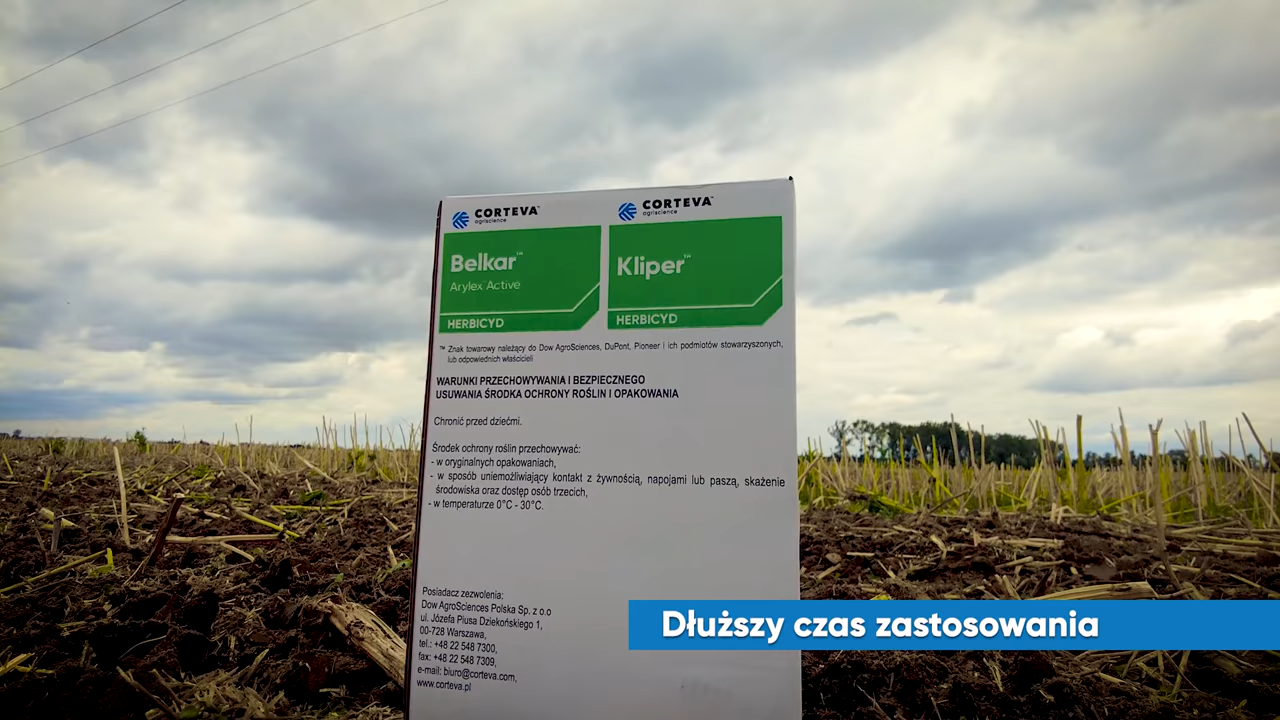 CORTEVA™
agriscience
Belkar™
Arylex™ Active
HERBICYD
CORTEVA™
agriscience
Kliper™
HERBICYD
™ Znak towarowy należący do Dow AgroSciences, DuPont, Pioneer i ich podmiotów stowarzyszonych,
lub odpowiednich właścicieli
WARUNKI PRZECHOWYWANIA I BEZPIECZNEGO
USUWANIA ŚRODKA OCHRONY ROŚLIN I OPAKOWANIA
Chronić przed dziećmi.
Środek ochrony roślin przechowywać:
- w oryginalnych opakowaniach,
- w sposób uniemożliwiający kontakt z żywnością, napojami lub paszą, skażenie
środowiska oraz dostęp osób trzecich,
- w temperaturze 0°C - 30°C.
Posiadacz zezwolenia:
Dow AgroSciences Polska Sp. z o.o
ul. Józefa Piusa Dziekońskiego 1,
00-728 Warszawa,
tel.: +48 22 548 7300,
fax: +48 22 548 7309,
e-mail: biuro@corteva.com,
www.corteva.pl
Dłuższy czas zastosowania